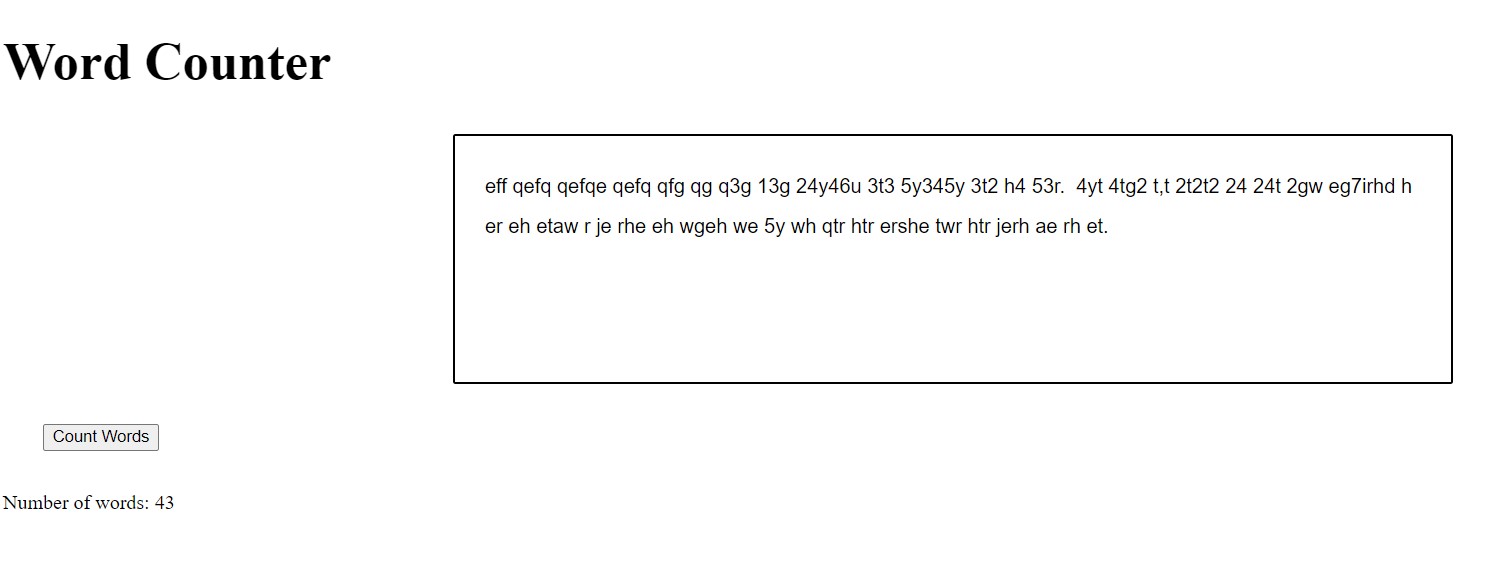 Word Counter
eff qefq qefqe qefq qfg qg q3g 13g 24y46u 3t3 5y345y 3t2 h4 53r.  4yt 4tg2 t,t 2t2t2 24 24t 2gw eg7irhd h
er eh etaw r je rhe eh wgeh we 5y wh qtr htr ershe twr htr jerh ae rh et.
Count Words
Number of words: 43